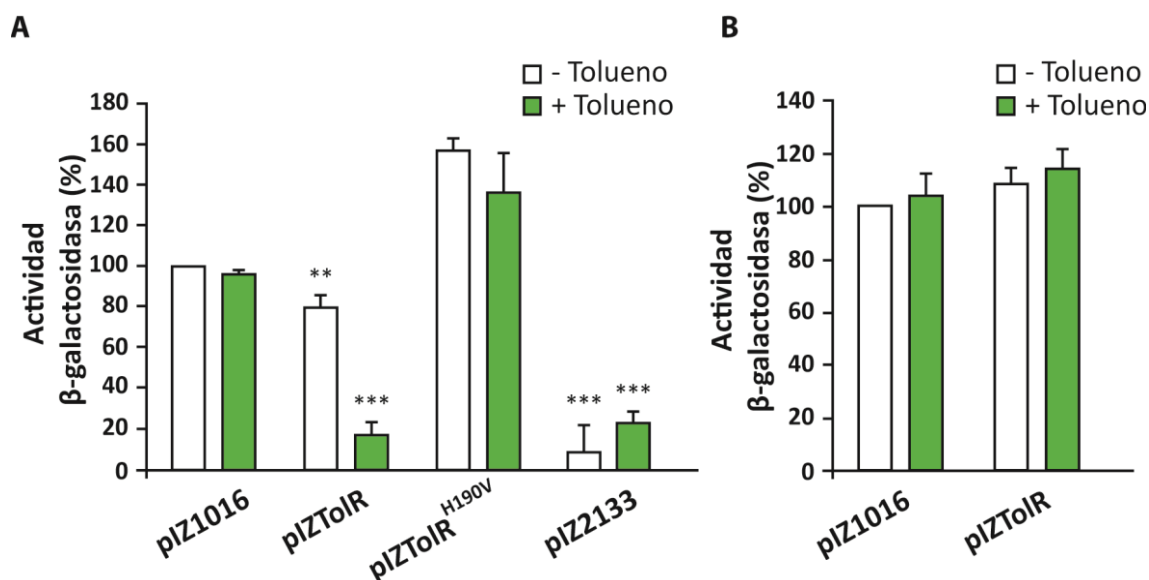 A
- Tolueno
+ Tolueno
Actividad
β-galactosidasa (%)
180
160
140
120
100
80
60
40
20
0
**
***
***
***
pIZ1016
pIZTolR
pIZTolR H190V
pIZ2133
B
- Tolueno
+ Tolueno
Actividad
β-galactosidasa (%)
140
120
100
80
60
40
20
0
pIZ1016
pIZTolR